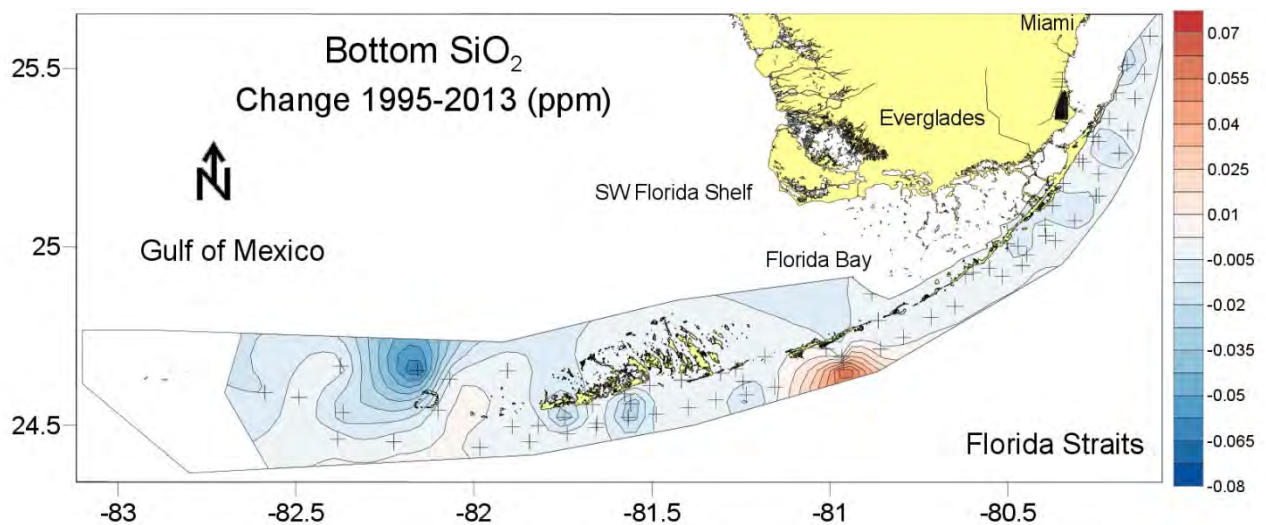 Bottom SiO₂
Change 1995-2013 (ppm)
N
Gulf of Mexico
Miami
Everglades
SW Florida Shelf
Florida Bay
Florida Straits
25.5
25
24.5
-83
-82.5
-82
-81.5
-81
-80.5
0.07
0.055
0.04
0.025
0.01
-0.005
-0.02
-0.035
-0.05
-0.065
-0.08